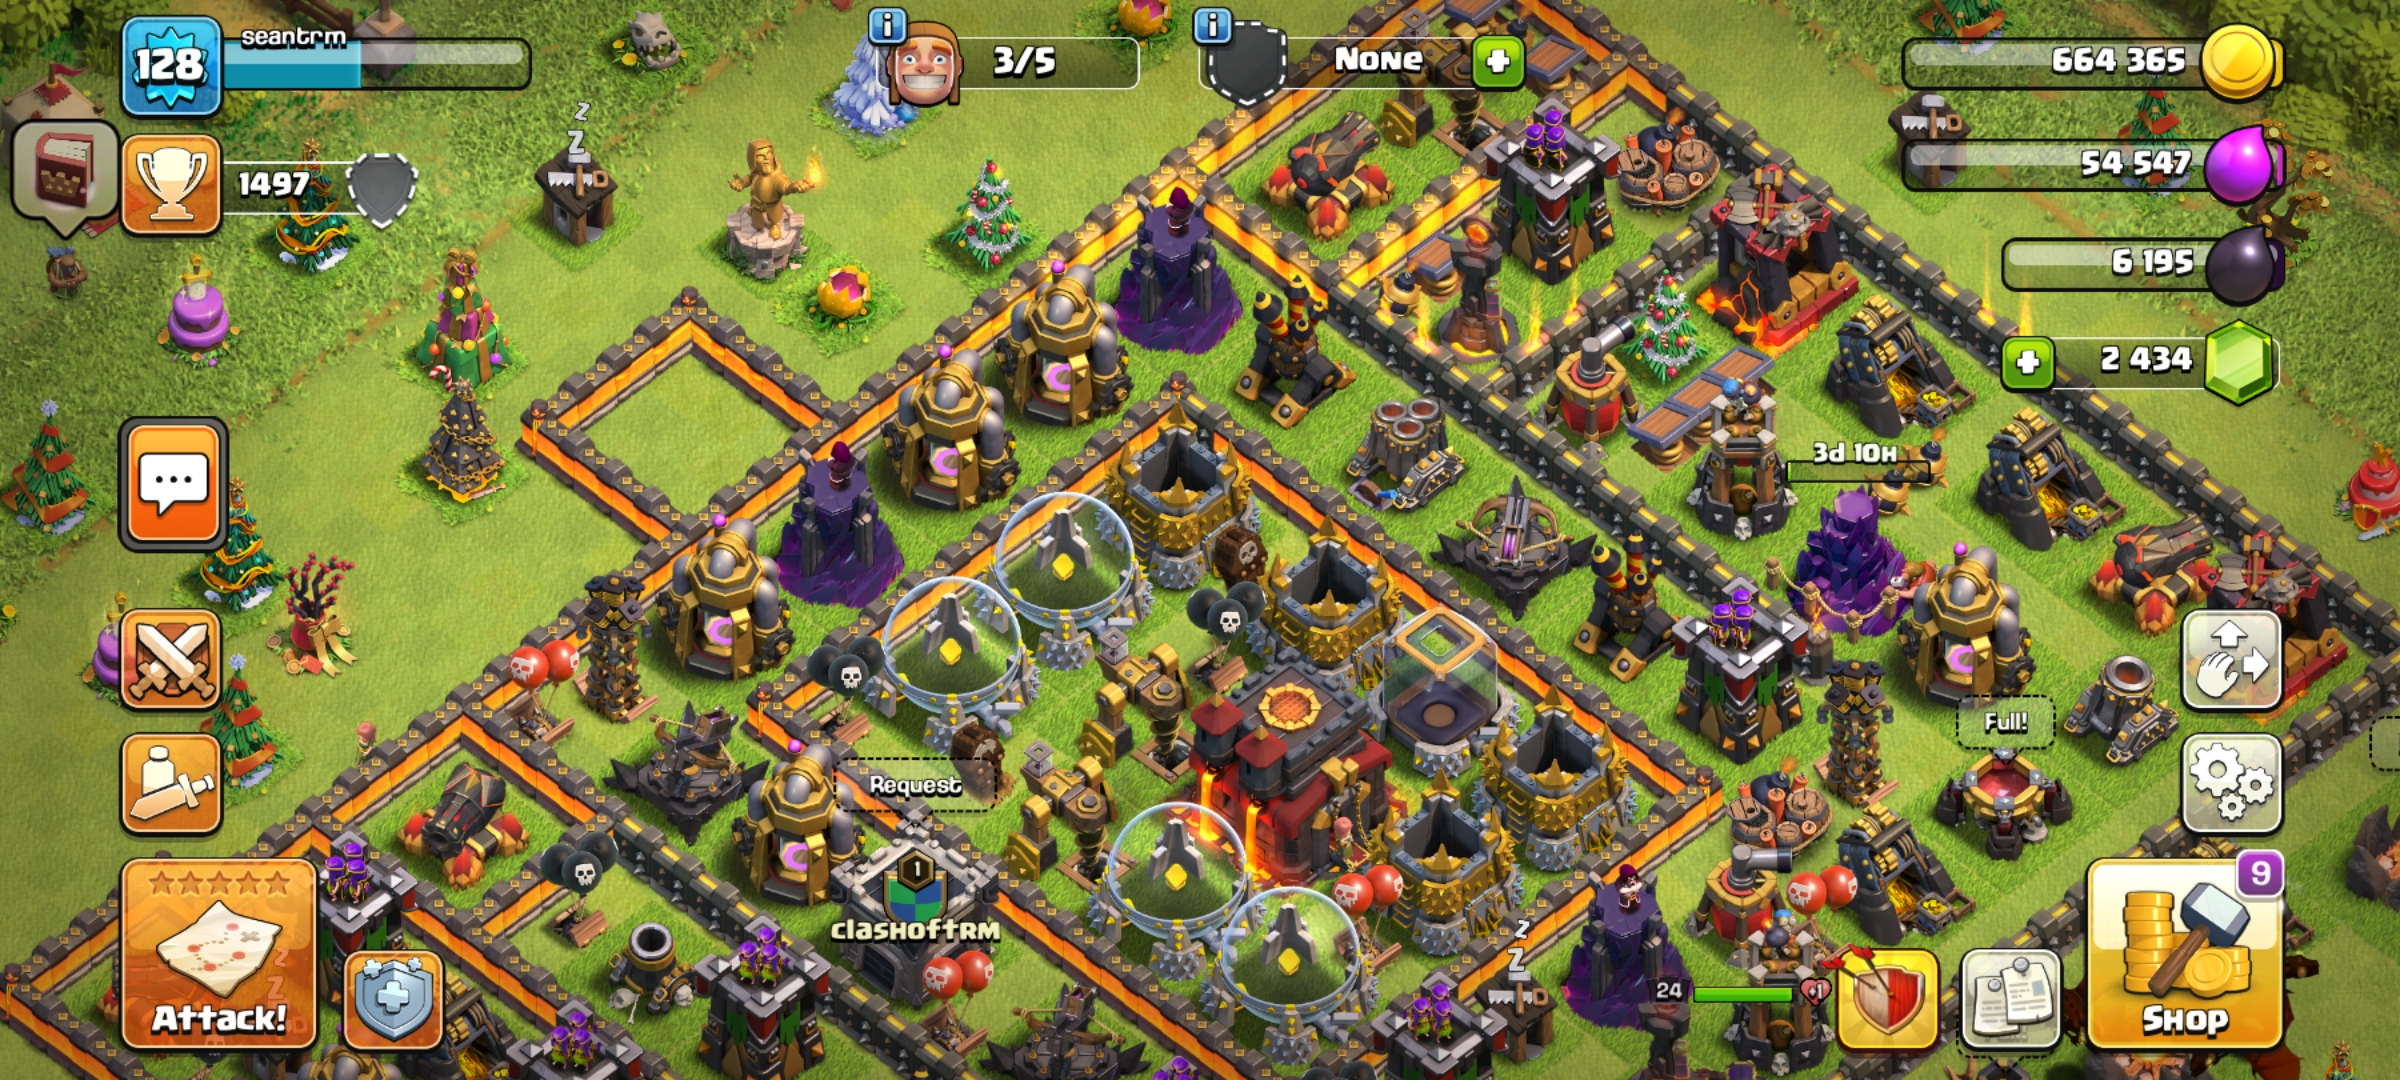 128
seantrm
3/5
None
664 365
1497
54 547
6 195
2 434
3d 10h
Full!
Request
1
clashoftrm
9
24
+1
Attack!
Shop
z
Z
z
Z
z
Z